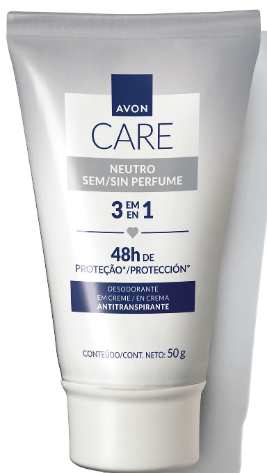 AVON
CARE
NEUTRO
SEM/SIN PERFUME
3 EM EN 1
48h DE
PROTEÇÃO*/PROTECCIÓN*
DESODORANTE
EM CREME / EN CREMA
ANTITRANSPIRANTE
CONTEÚDO/CONT. NETO: 50 g